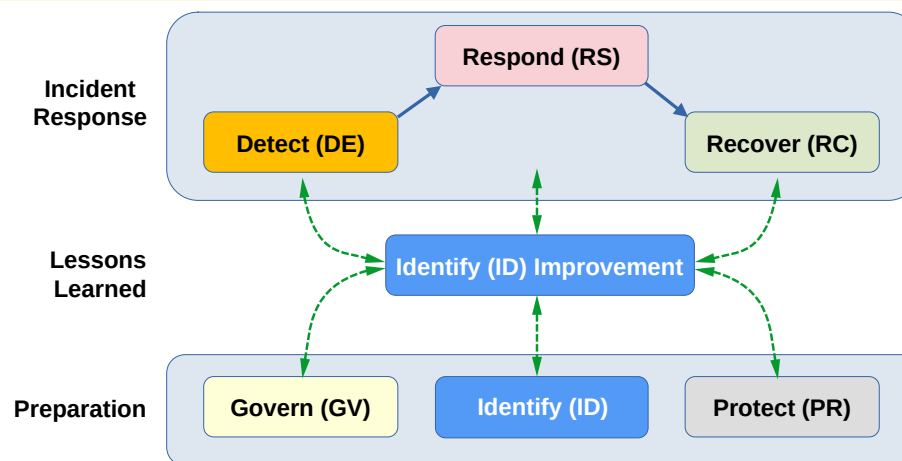 Incident
Response
Respond (RS)
Detect (DE)
Recover (RC)
Lessons
Learned
Identify (ID) Improvement
Preparation
Govern (GV)
Identify (ID)
Protect (PR)